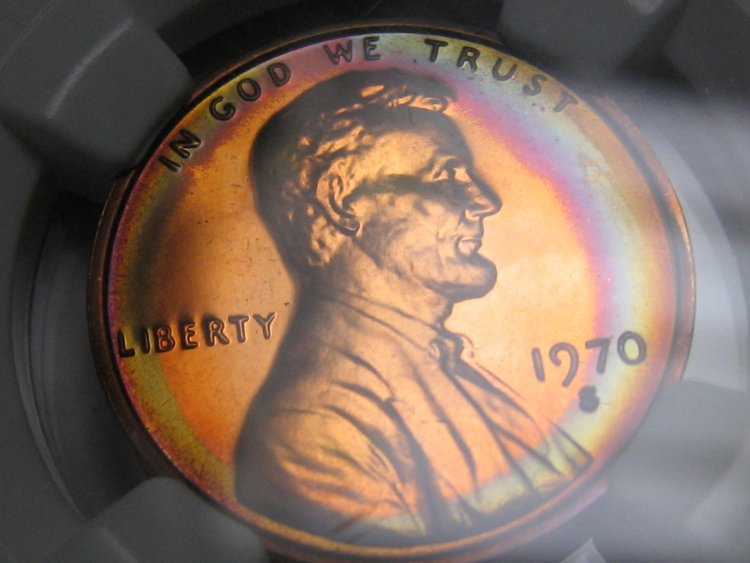 IN GOD WE TRUST
LIBERTY
1970
S